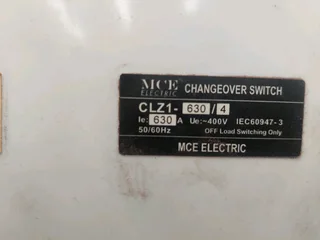 MCE ELECTRIC CHANGEOVER SWITCH
CLZ1- 630 / 4
Ie: 630 A Ue:~400V IEC60947-3
50/60Hz OFF Load Switching Only
MCE ELECTRIC